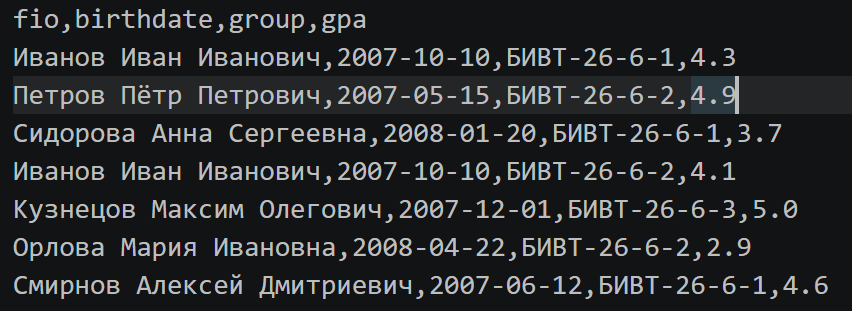 fio,birthdate,group,gpa
Иванов Иван Иванович,2007-10-10,БИВТ-26-6-1,4.3
Петров Пётр Петрович,2007-05-15,БИВТ-26-6-2,4.9
Сидорова Анна Сергеевна,2008-01-20,БИВТ-26-6-1,3.7
Иванов Иван Иванович,2007-10-10,БИВТ-26-6-2,4.1
Кузнецов Максим Олегович,2007-12-01,БИВТ-26-6-3,5.0
Орлова Мария Ивановна,2008-04-22,БИВТ-26-6-2,2.9
Смирнов Алексей Дмитриевич,2007-06-12,БИВТ-26-6-1,4.6